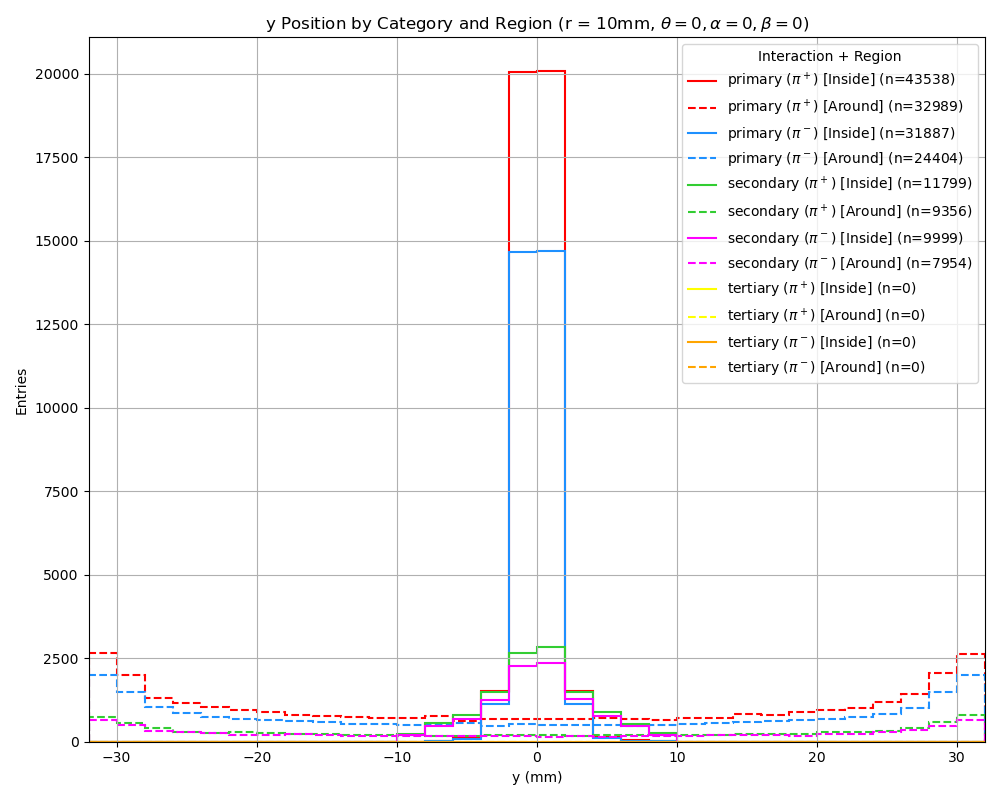 y Position by Category and Region (r = 10mm, θ = 0, α = 0, β = 0)
Interaction + Region
primary (π⁺) [Inside] (n=43538)
primary (π⁺) [Around] (n=32989)
primary (π⁻) [Inside] (n=31887)
primary (π⁻) [Around] (n=24404)
secondary (π⁺) [Inside] (n=11799)
secondary (π⁺) [Around] (n=9356)
secondary (π⁻) [Inside] (n=9999)
secondary (π⁻) [Around] (n=7954)
tertiary (π⁺) [Inside] (n=0)
tertiary (π⁺) [Around] (n=0)
tertiary (π⁻) [Inside] (n=0)
tertiary (π⁻) [Around] (n=0)
20000
17500
15000
12500
10000
7500
5000
2500
0
Entries
−30 −20 −10 0 10 20 30
y (mm)